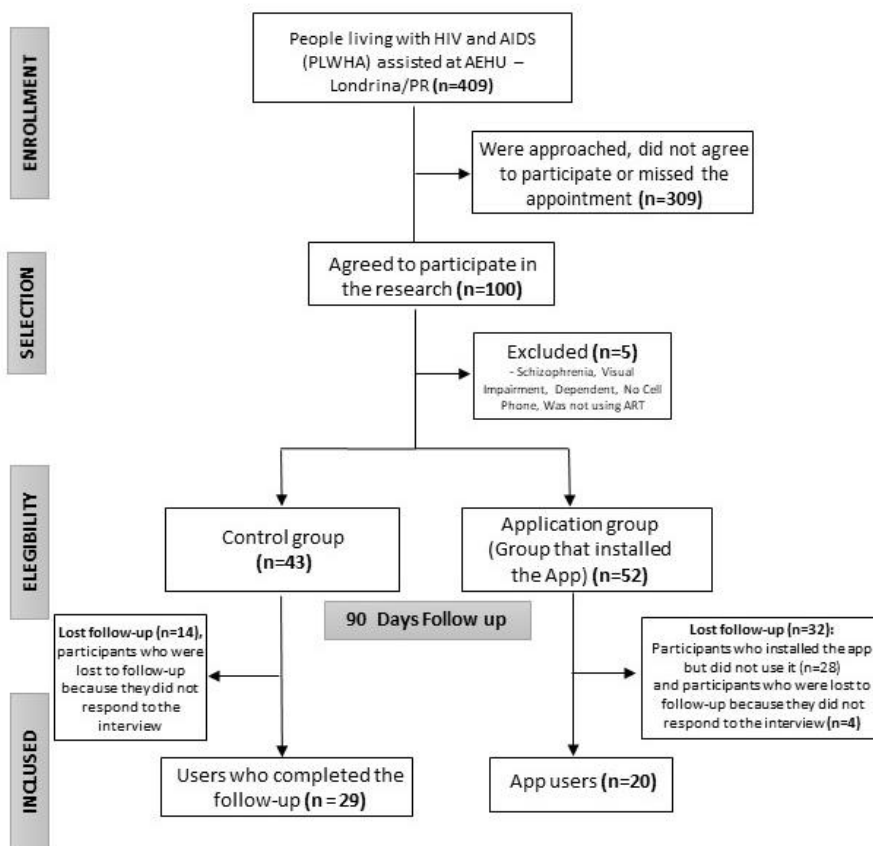 ENROLLMENT
People living with HIV and AIDS
(PLWHA) assisted at AEHU –
Londrina/PR (n=409)
Were approached, did not agree
to participate or missed the
appointment (n=309)
SELECTION
Agreed to participate in
the research (n=100)
Excluded (n=5)
- Schizophrenia, Visual
Impairment, Dependent, No Cell
Phone, Was not using ART
ELEGIBILITY
Control group
(n=43)
Application group
(Group that installed
the App) (n=52)
90 Days Follow up
Lost follow-up (n=14),
participants who were
lost to follow-up
because they did not
respond to the
interview
Lost follow-up (n=32):
Participants who installed the app
but did not use it (n=28)
and participants who were lost to
follow-up because they did not
respond to the interview (n=4)
INCLUSED
Users who completed the
follow-up (n = 29)
App users (n=20)